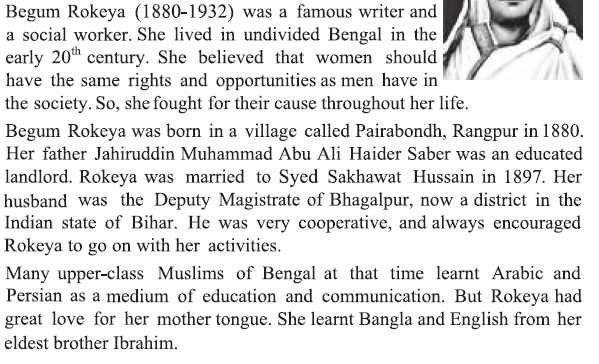 Begum Rokeya (1880-1932) was a famous writer and
a social worker. She lived in undivided Bengal in the
early 20th century. She believed that women should
have the same rights and opportunities as men have in
the society. So, she fought for their cause throughout her life.
Begum Rokeya was born in a village called Pairabondh, Rangpur in 1880.
Her father Jahiruddin Muhammad Abu Ali Haider Saber was an educated
landlord. Rokeya was married to Syed Sakhawat Hussain in 1897. Her
husband was the Deputy Magistrate of Bhagalpur, now a district in the
Indian state of Bihar. He was very cooperative, and always encouraged
Rokeya to go on with her activities.
Many upper-class Muslims of Bengal at that time learnt Arabic and
Persian as a medium of education and communication. But Rokeya had
great love for her mother tongue. She learnt Bangla and English from her
eldest brother Ibrahim.